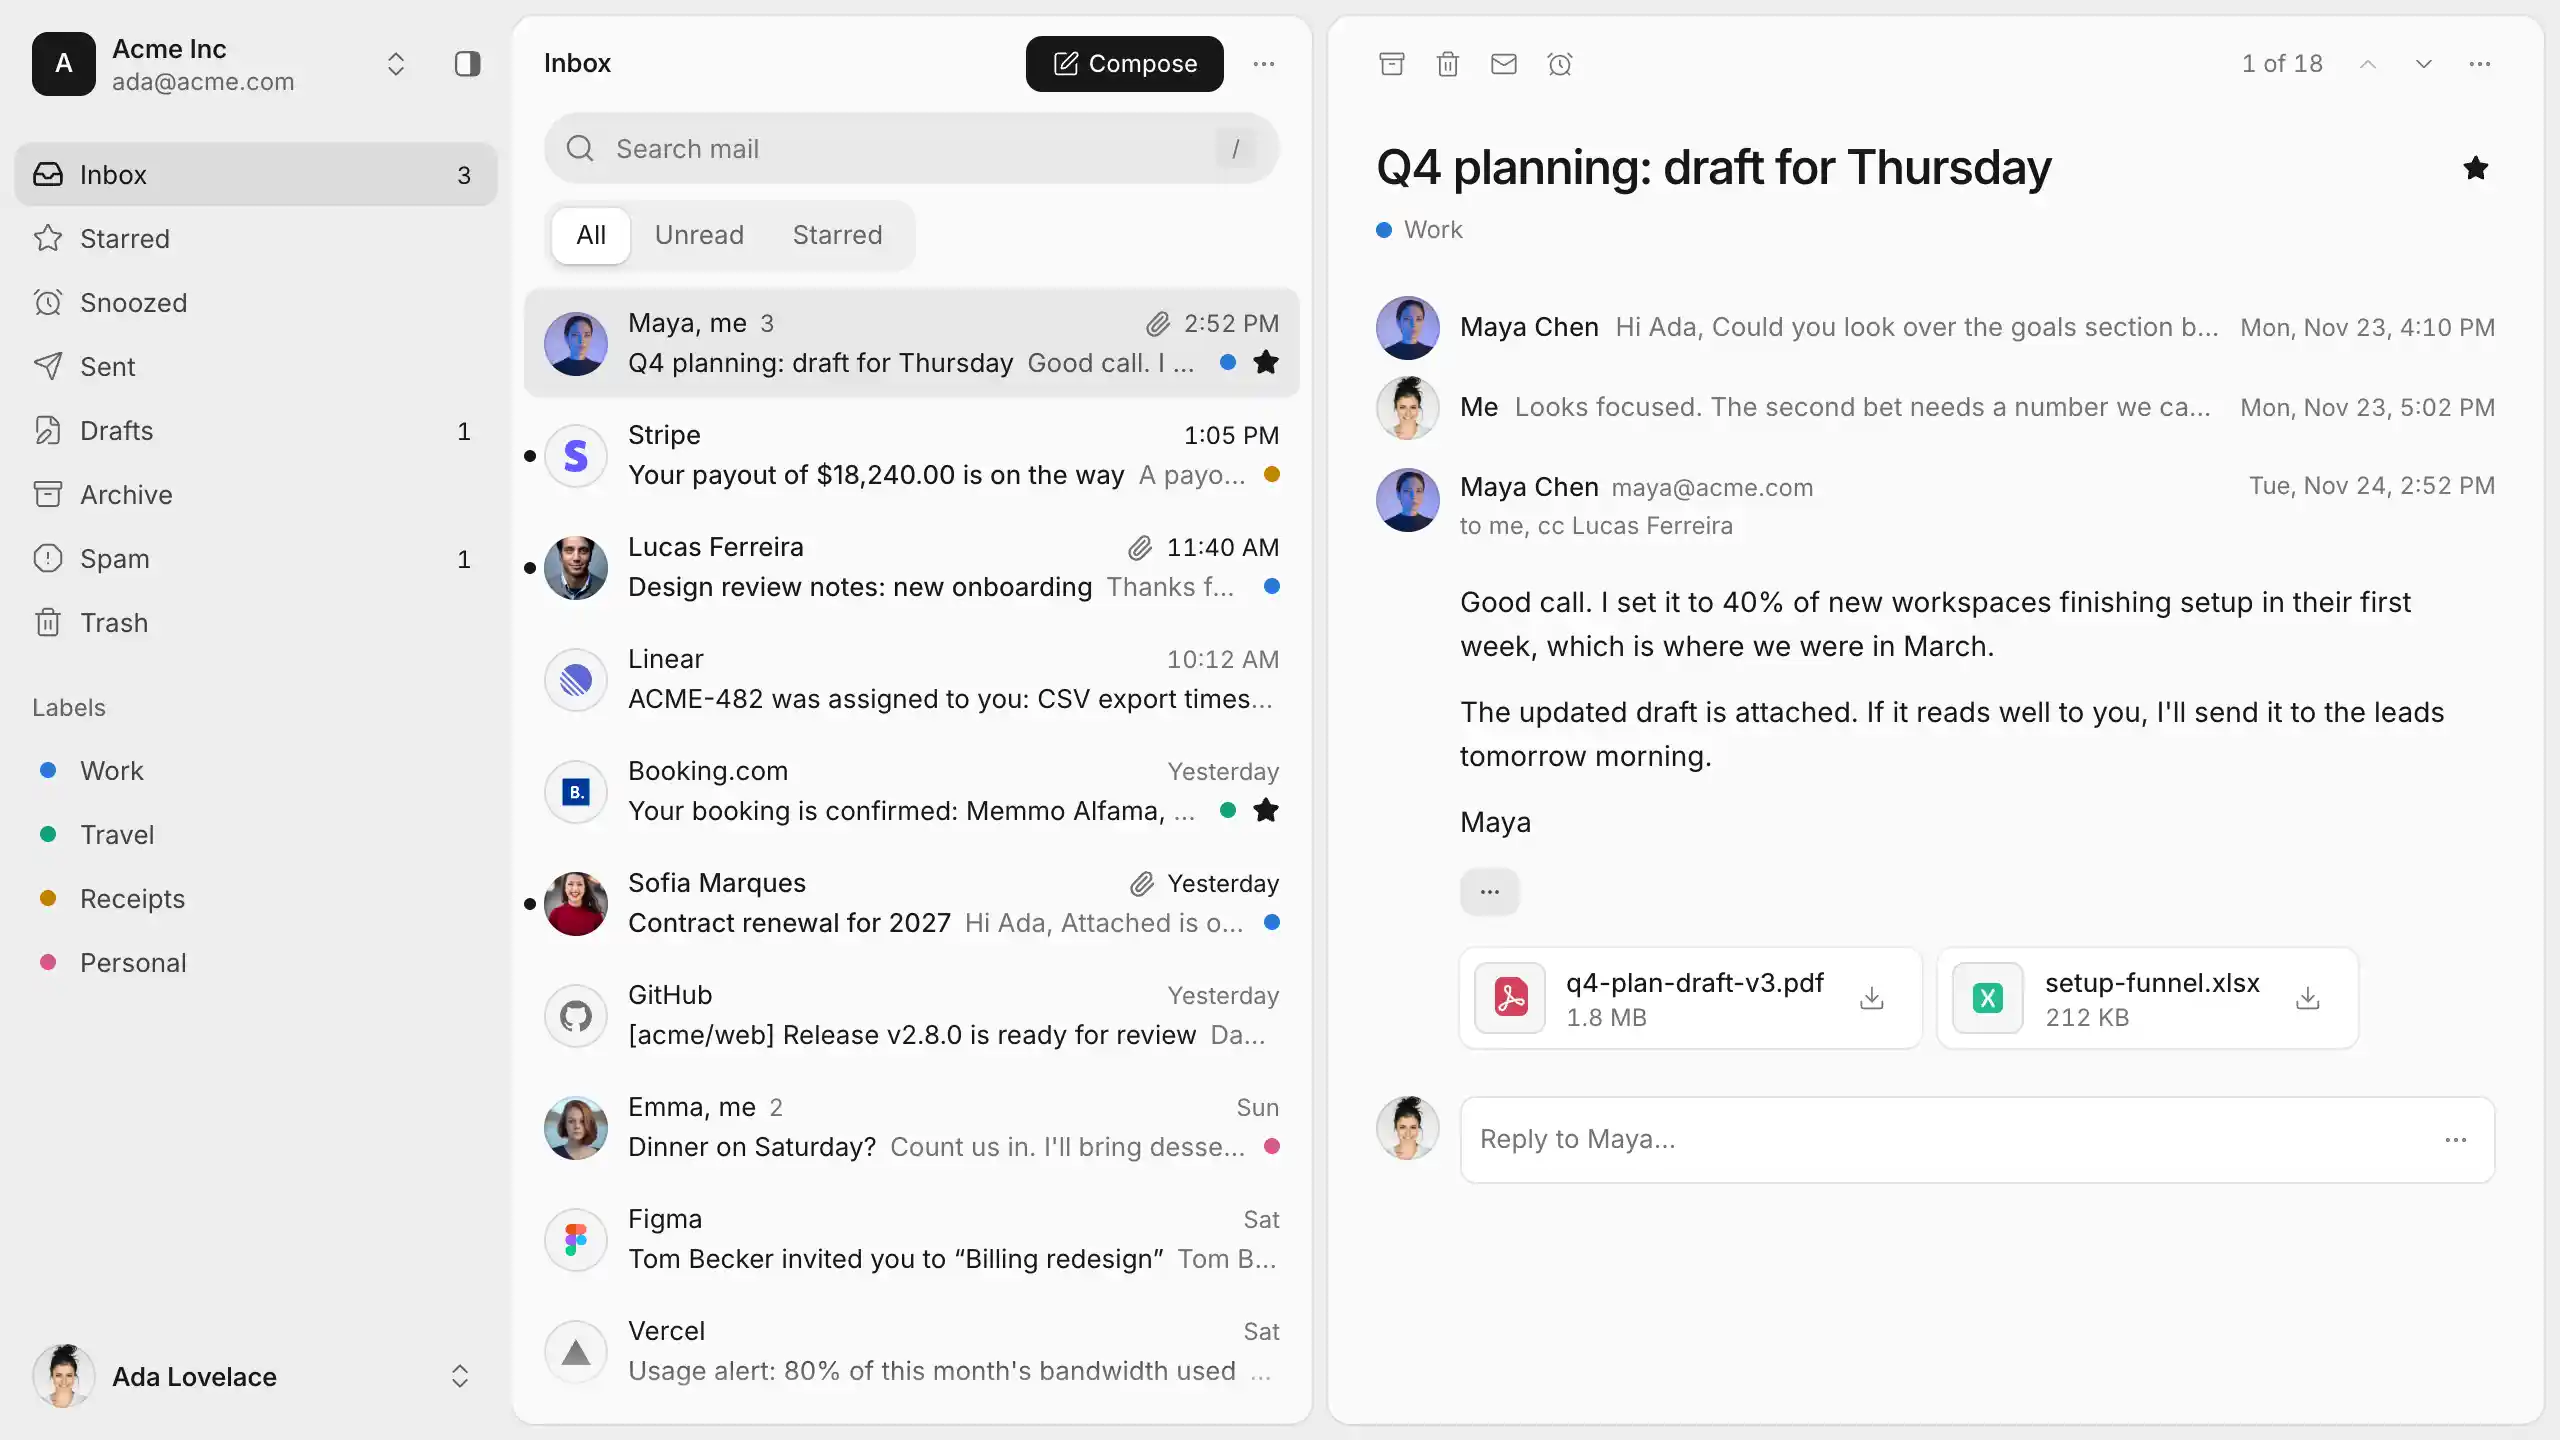 A
Acme Inc
ada@acme.com
Inbox 3
Starred
Snoozed
Sent
Drafts 1
Archive
Spam 1
Trash
Labels
Work
Travel
Receipts
Personal
Ada Lovelace
Inbox
Compose
Search mail /
All Unread Starred
Maya, me 3 2:52 PM
Q4 planning: draft for Thursday Good call. I ...
Stripe 1:05 PM
Your payout of $18,240.00 is on the way A payo...
Lucas Ferreira 11:40 AM
Design review notes: new onboarding Thanks f...
Linear 10:12 AM
ACME-482 was assigned to you: CSV export times...
B.
Booking.com Yesterday
Your booking is confirmed: Memmo Alfama, ...
Sofia Marques Yesterday
Contract renewal for 2027 Hi Ada, Attached is o...
GitHub Yesterday
[acme/web] Release v2.8.0 is ready for review Da...
Emma, me 2 Sun
Dinner on Saturday? Count us in. I'll bring desse...
Figma Sat
Tom Becker invited you to “Billing redesign” Tom B...
Vercel Sat
Usage alert: 80% of this month's bandwidth used ...
1 of 18
Q4 planning: draft for Thursday
Work
Maya Chen Hi Ada, Could you look over the goals section b... Mon, Nov 23, 4:10 PM
Me Looks focused. The second bet needs a number we ca... Mon, Nov 23, 5:02 PM
Maya Chen maya@acme.com Tue, Nov 24, 2:52 PM
to me, cc Lucas Ferreira
Good call. I set it to 40% of new workspaces finishing setup in their first
week, which is where we were in March.
The updated draft is attached. If it reads well to you, I'll send it to the leads
tomorrow morning.
Maya
q4-plan-draft-v3.pdf
1.8 MB
X
setup-funnel.xlsx
212 KB
Reply to Maya...